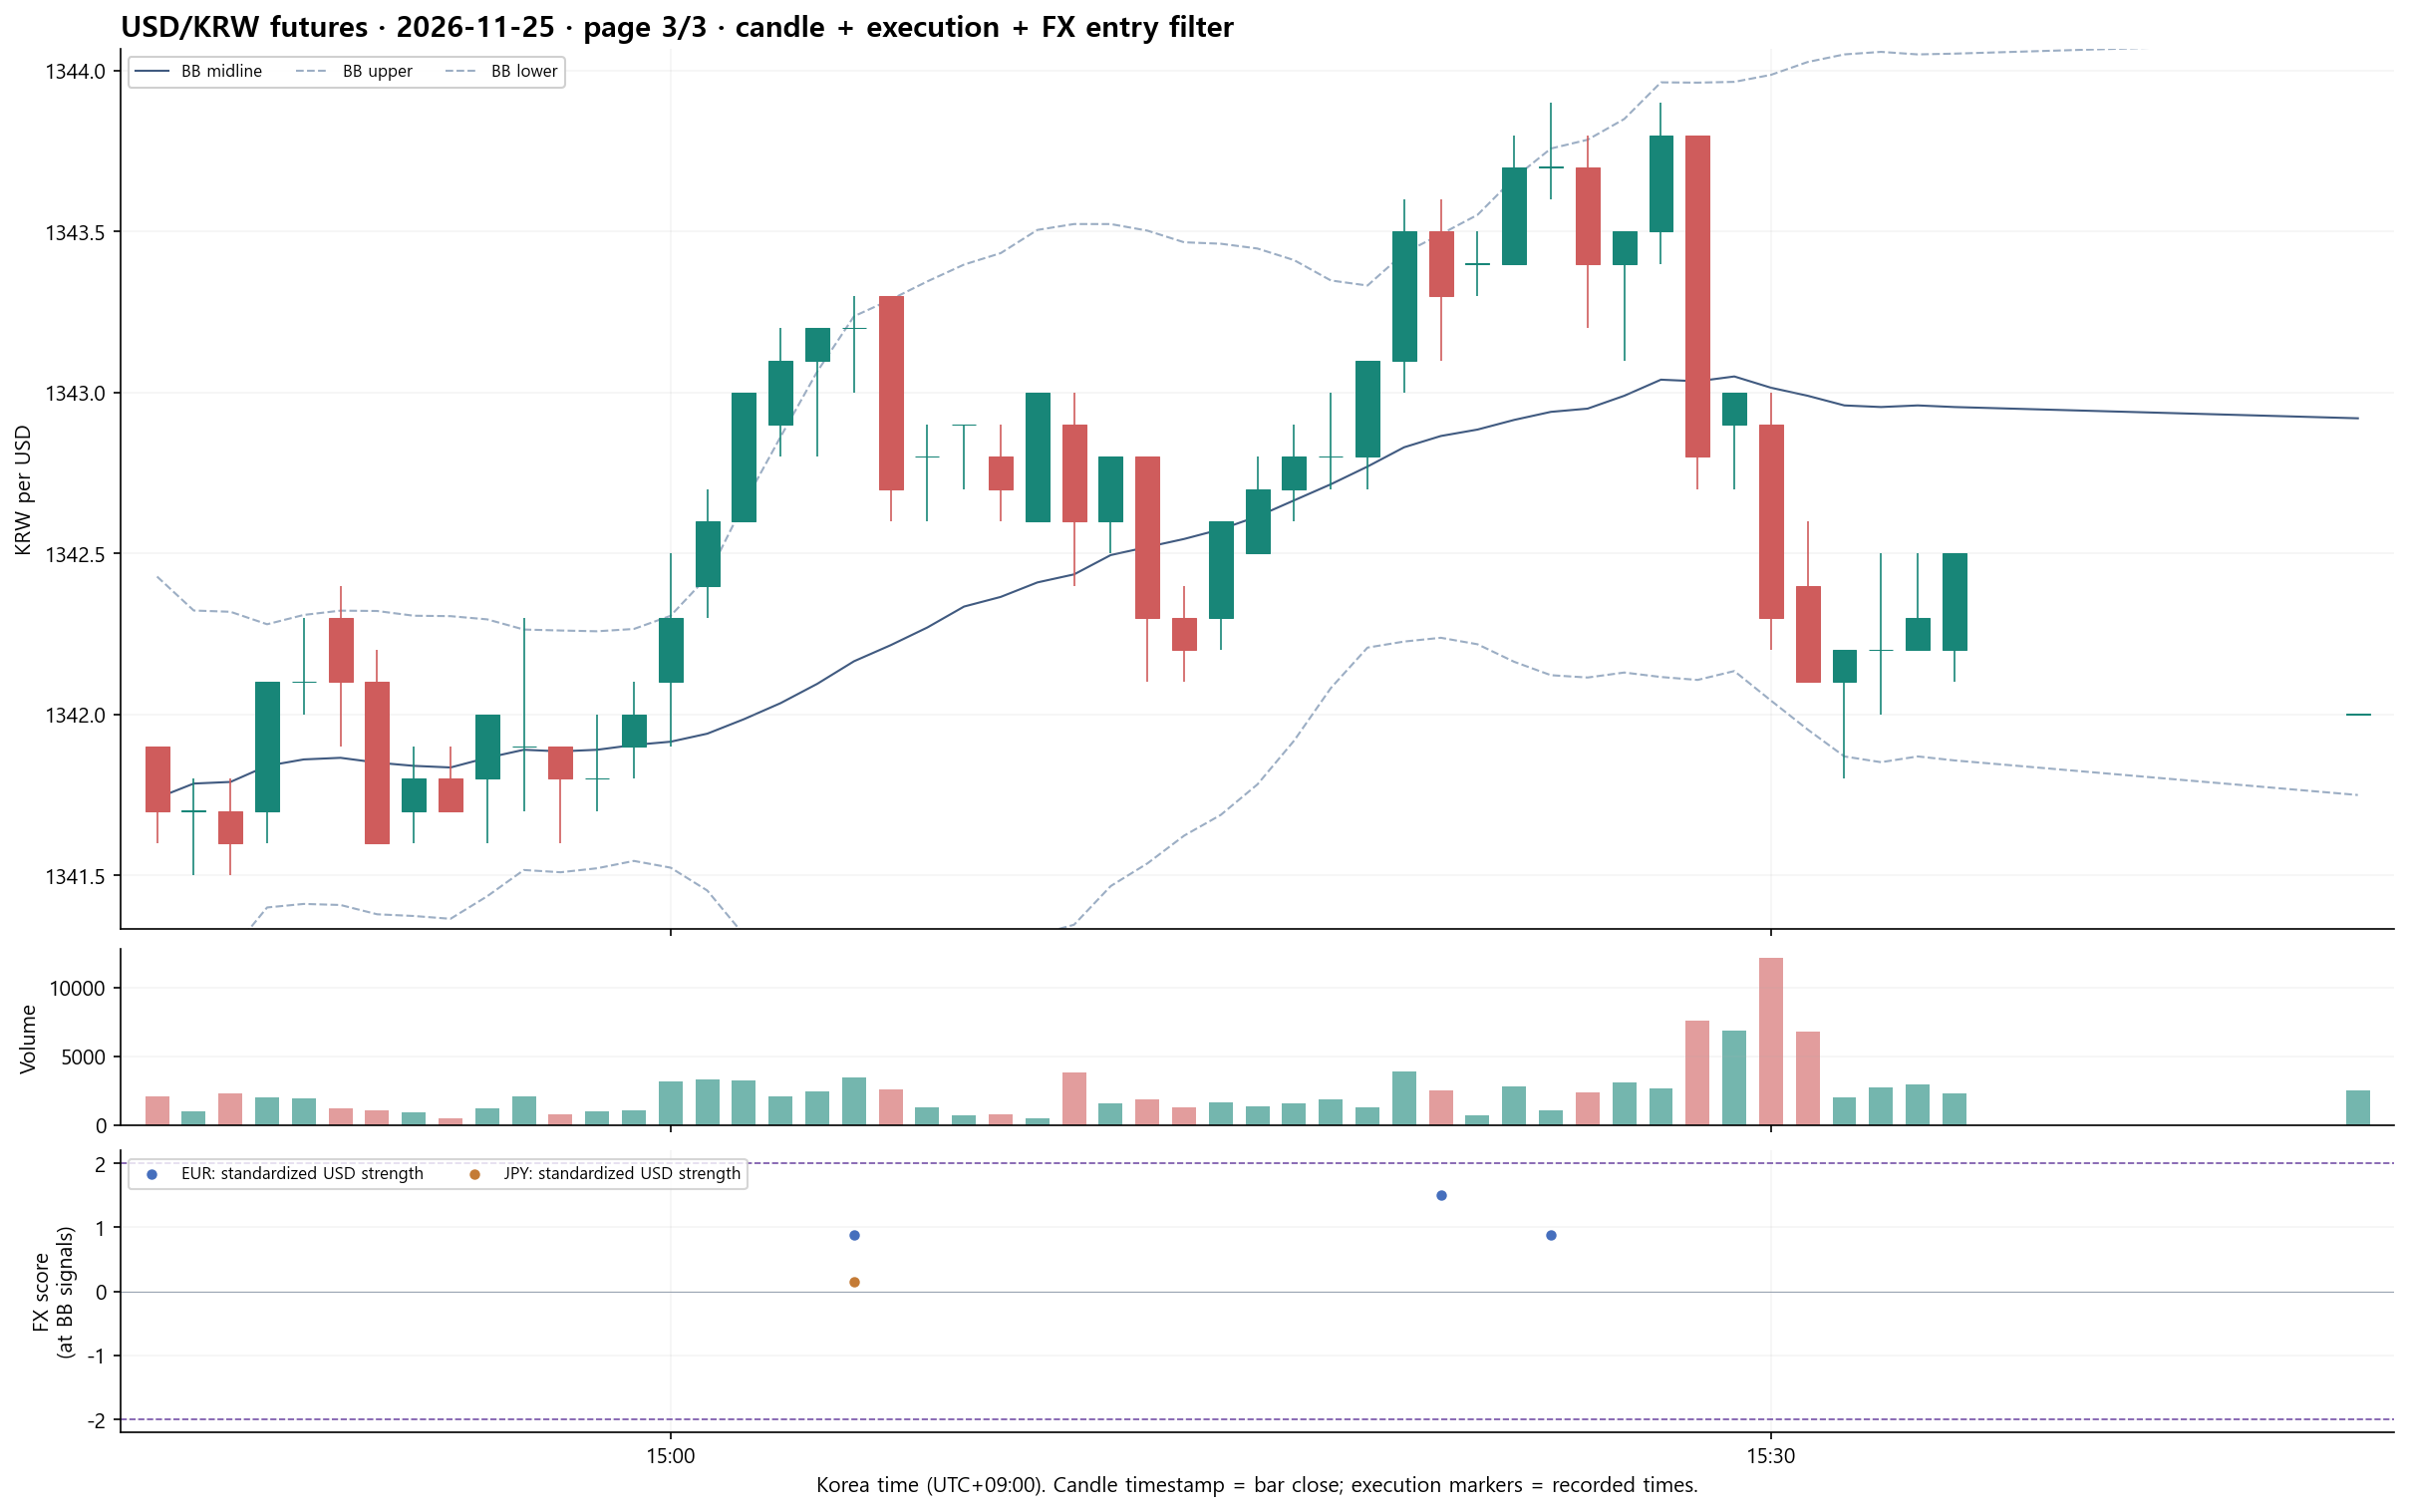 USD/KRW futures · 2026-11-25 · page 3/3 · candle + execution + FX entry filter
BB midline BB upper BB lower
1344.0
1343.5
1343.0
1342.5
1342.0
1341.5
KRW per USD
10000
5000
0
Volume
EUR: standardized USD strength JPY: standardized USD strength
2
1
0
-1
-2
FX score
(at BB signals)
15:00 15:30
Korea time (UTC+09:00). Candle timestamp = bar close; execution markers = recorded times.